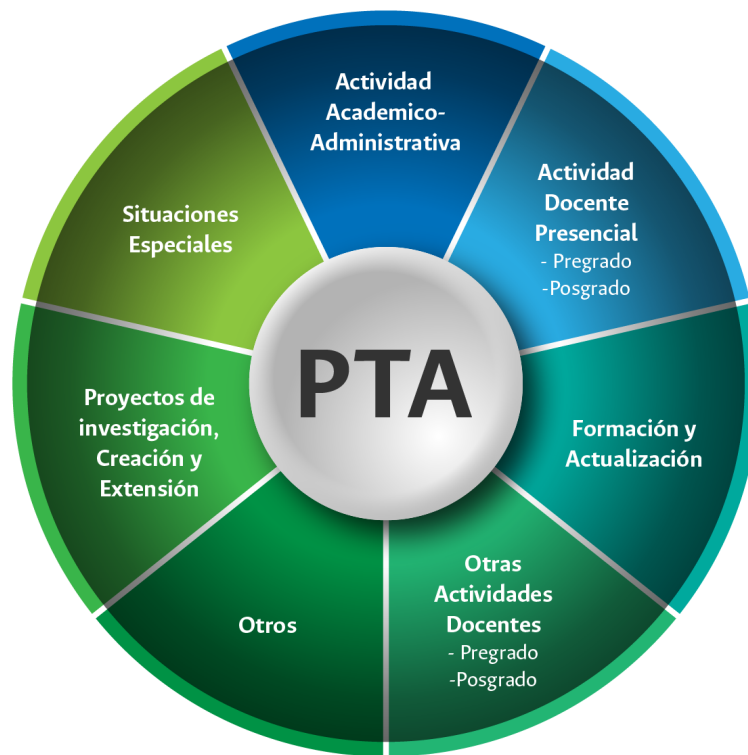 Actividad
Academico-
Administrativa
Actividad
Docente
Presencial
- Pregrado
-Posgrado
Formación y
Actualización
Otras
Actividades
Docentes
- Pregrado
-Posgrado
Otros
Proyectos de
investigación,
Creación y
Extensión
Situaciones
Especiales
PTA